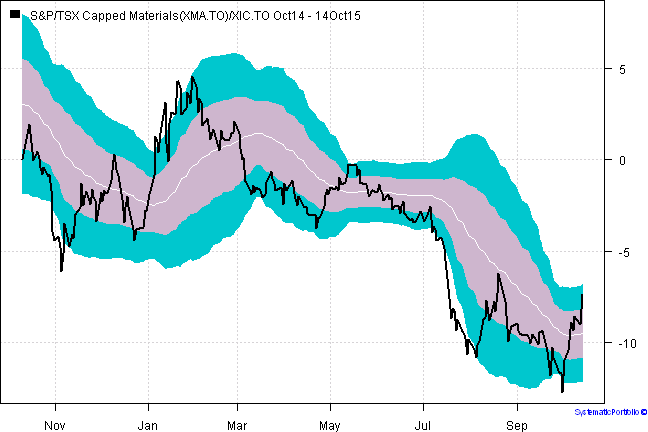 S&P/TSX Capped Materials(XMA.TO)/XIC.TO Oct14 - 14Oct15
5
0
-5
-10
Nov Jan Mar May Jul Sep
SystematicPortfolio ©